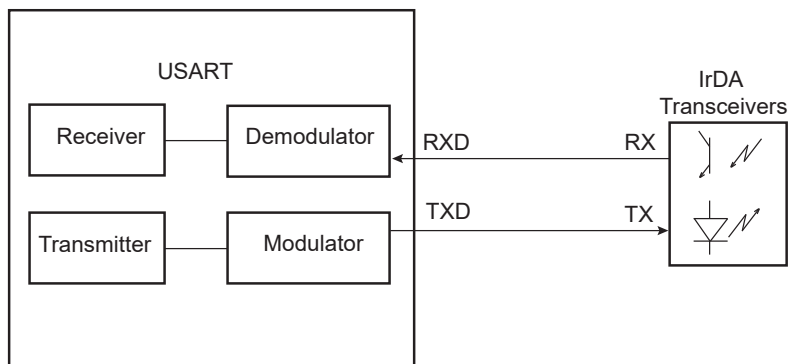 USART
IrDA
Transceivers
Receiver
Demodulator
RXD
RX
TXD
TX
Transmitter
Modulator